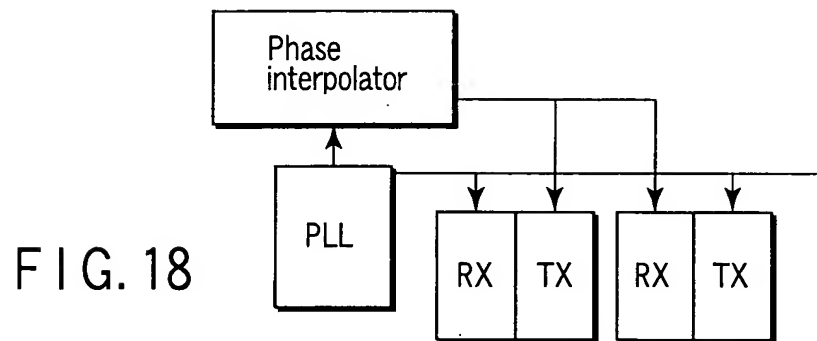 Phase
interpolator
PLL
RX TX RX TX
FIG. 18